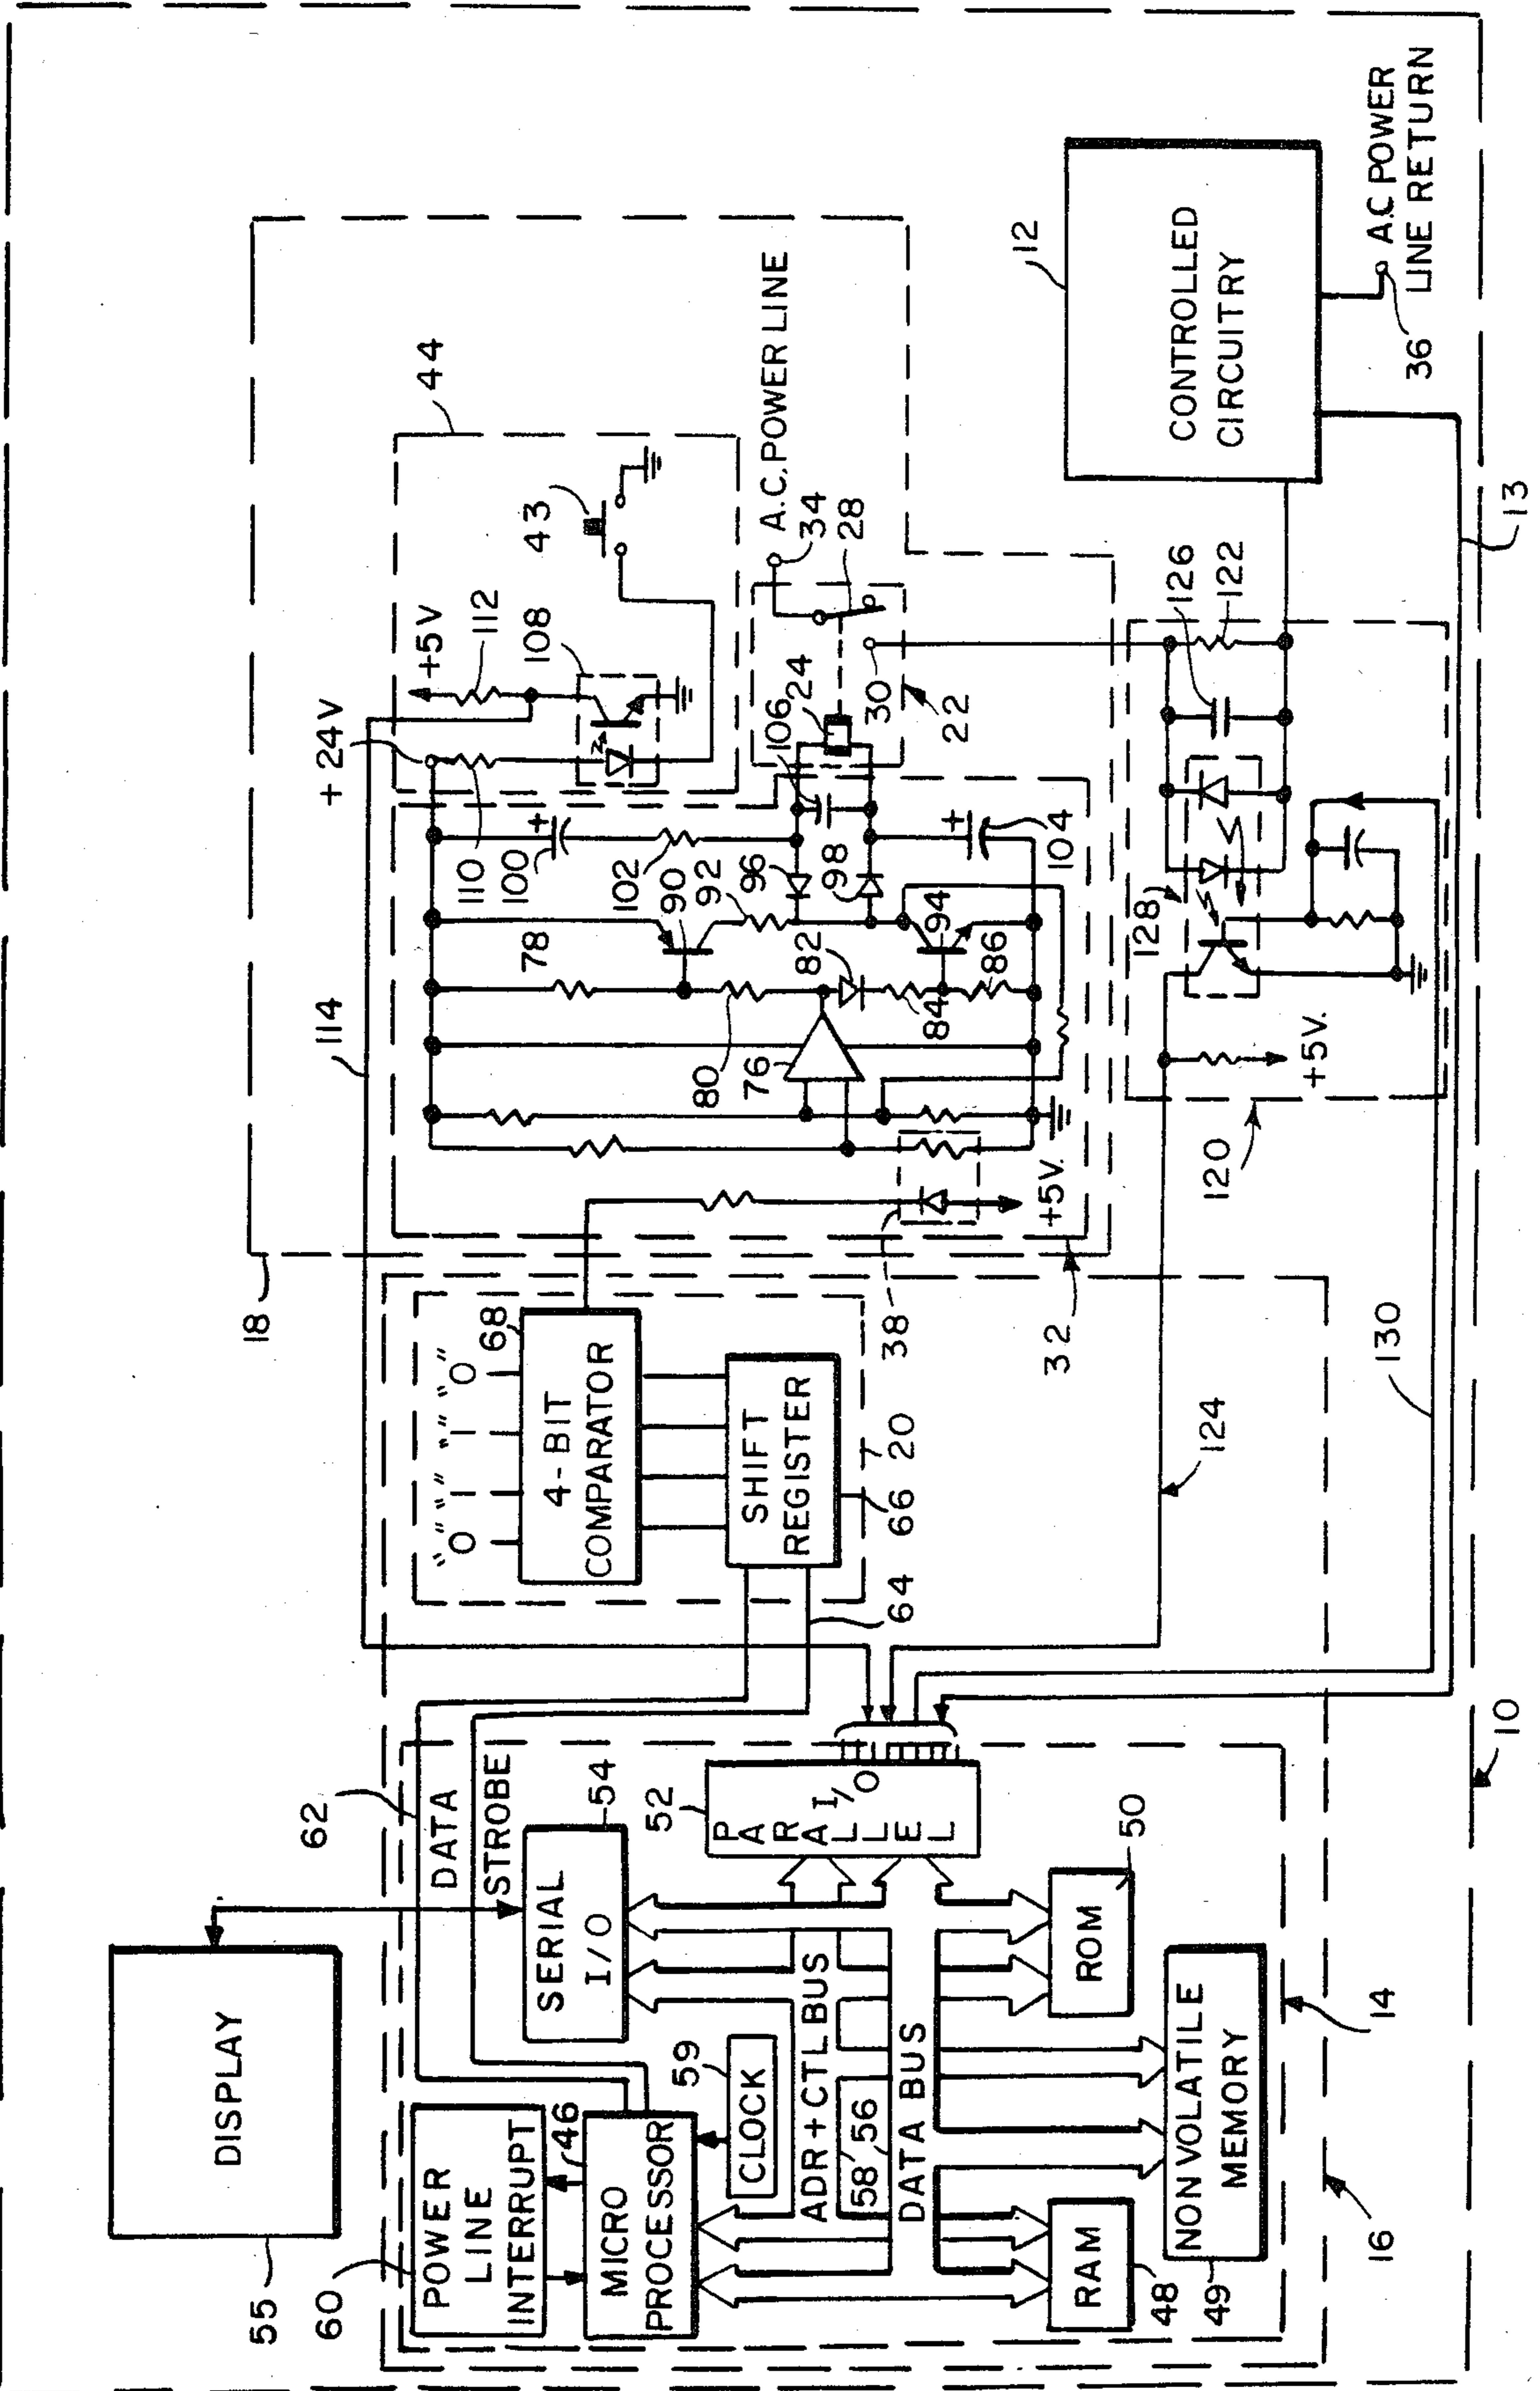 DISPLAY
55
60
POWER
LINE
INTERRUPT
46
MICRO
PROCESSOR
59
CLOCK
62
DATA
STROBE
SERIAL
I/O
54
52
PARALLEL
I/O
ADR + CTL BUS
58
56
DATA BUS
RAM
48
NON VOLATILE
MEMORY
49
ROM
50
14
16
10
"0" "1" "1" "0"
68
4-BIT
COMPARATOR
SHIFT
REGISTER
66
20
64
18
114
+24V
+5V
112
108
110
43
44
100
+
102
90
92
78
80
76
82
84
86
94
96
98
106
24
104
+
38
+5V.
32
A.C. POWER LINE
34
28
30
22
12
CONTROLLED
CIRCUITRY
36
A.C POWER
LINE RETURN
13
126
122
128
+5V.
120
124
130